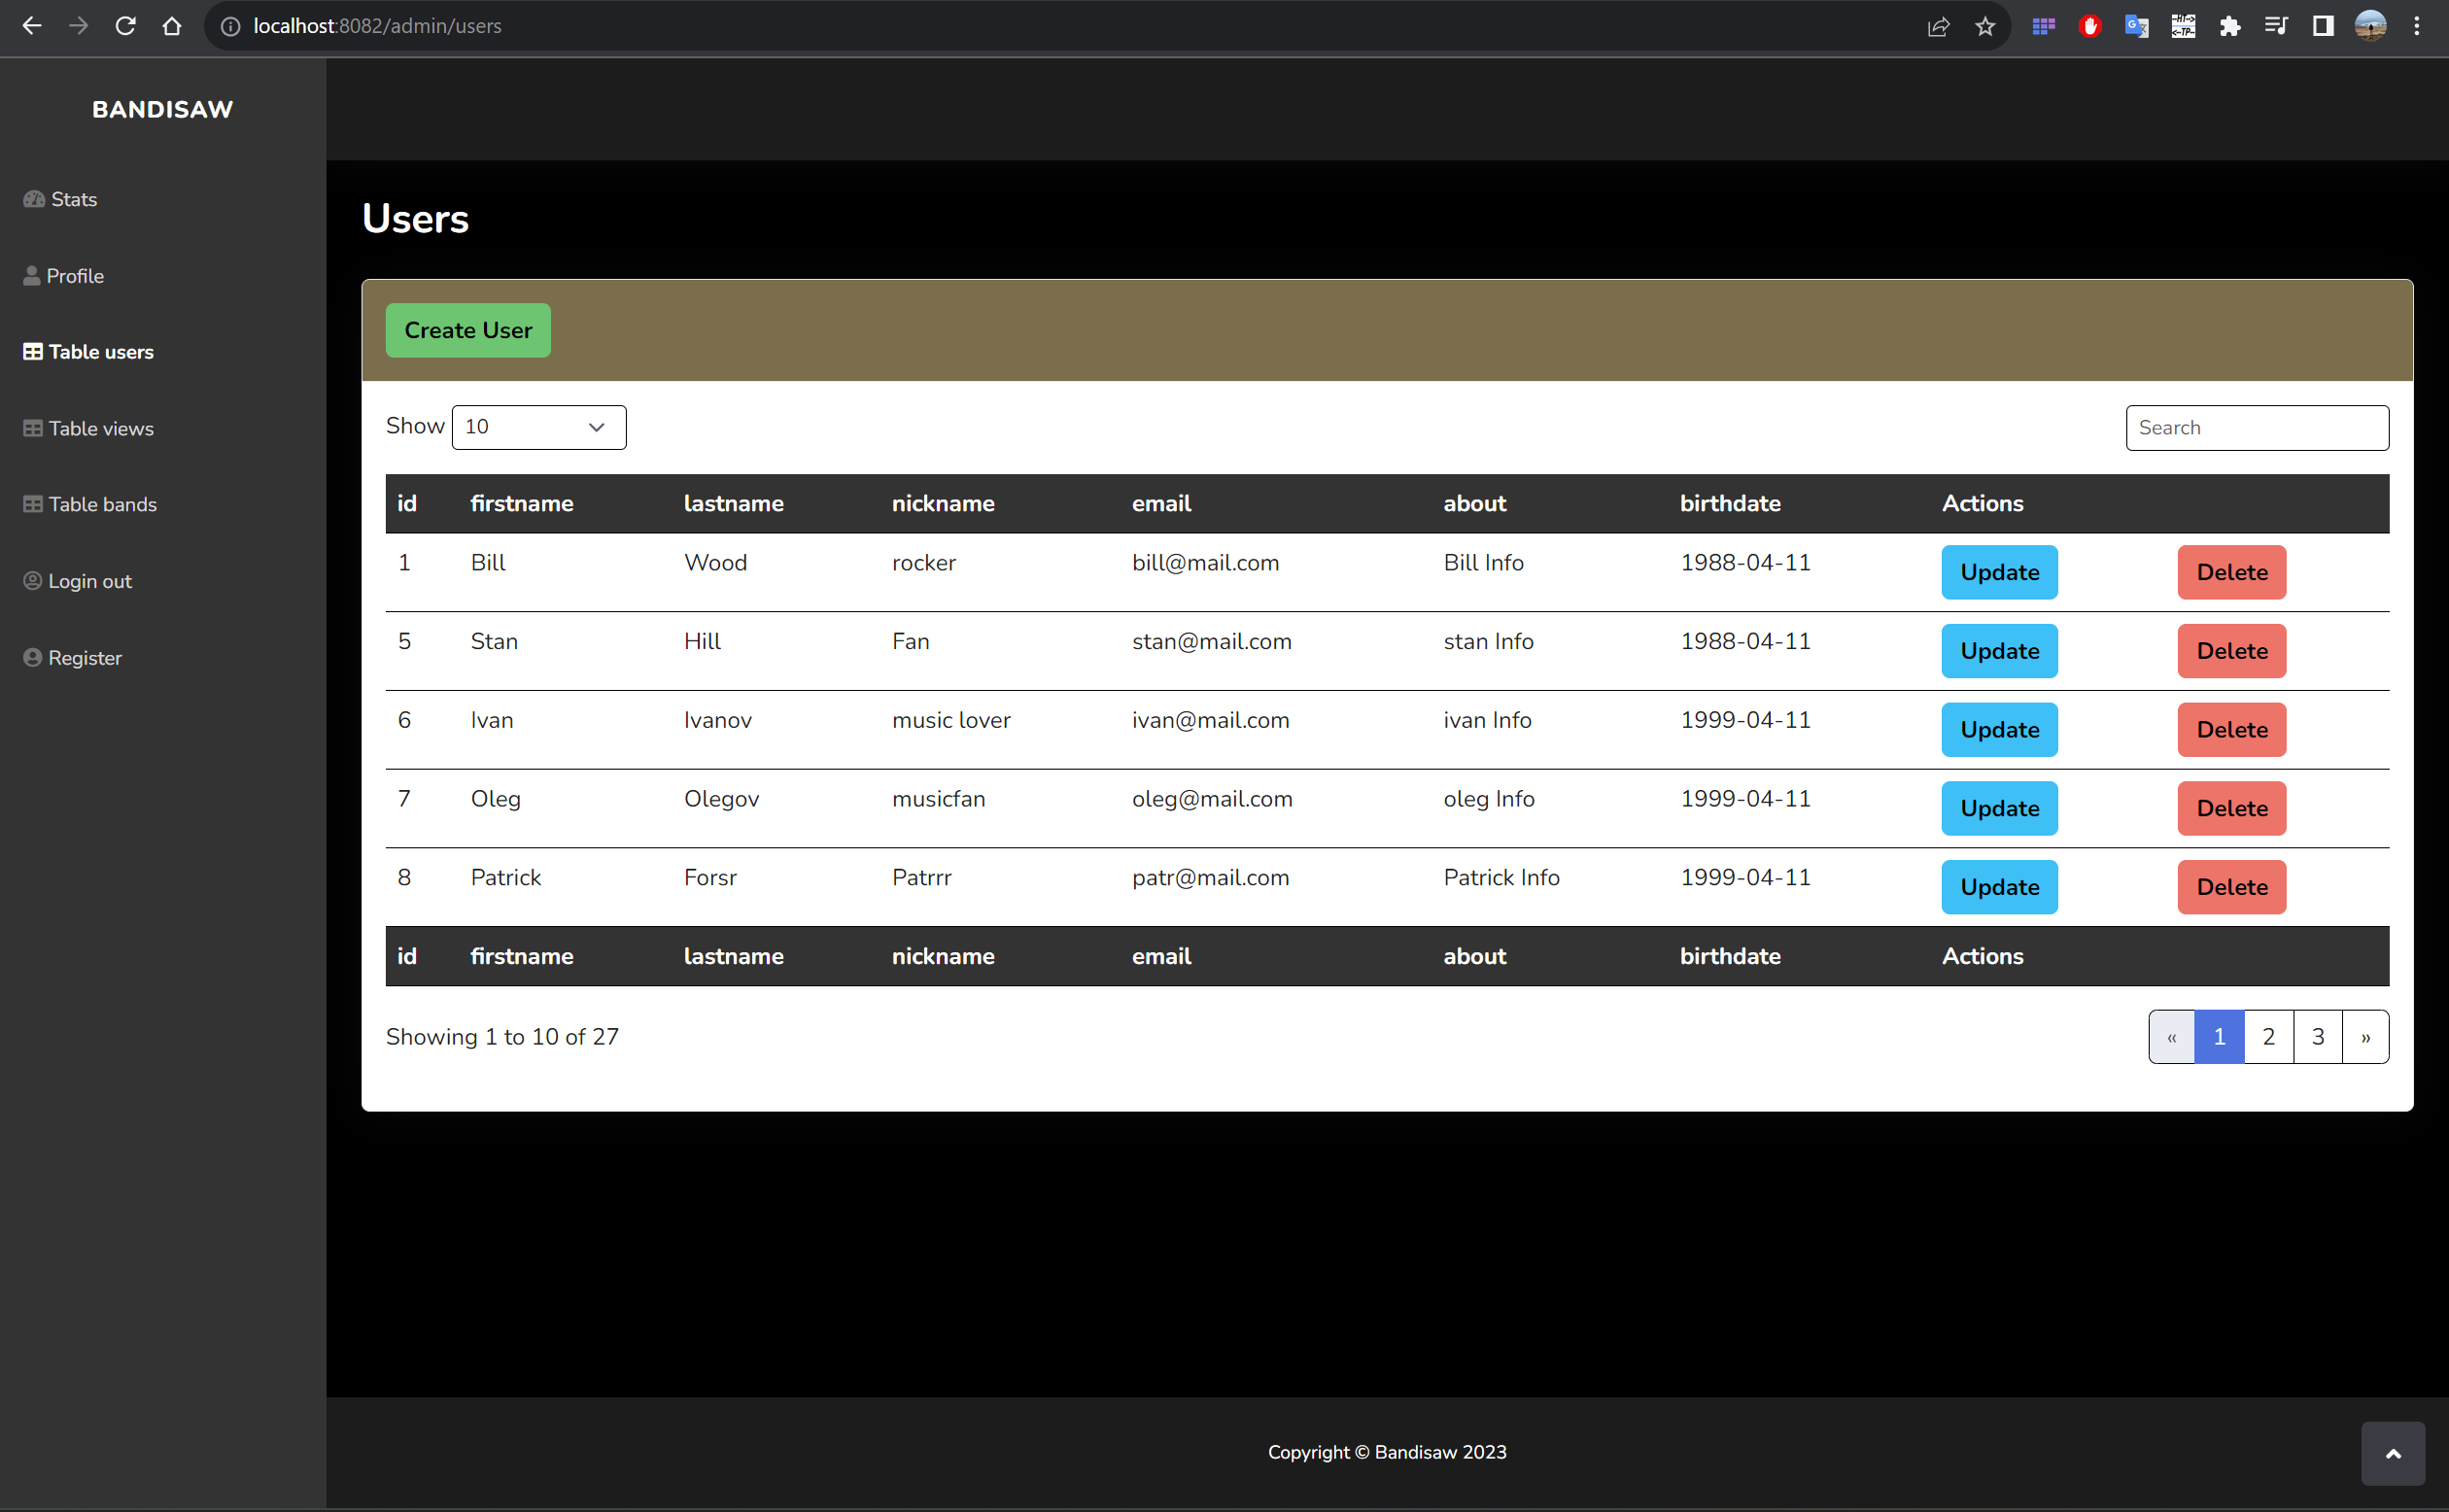 localhost:8082/admin/users
BANDISAW
Stats
Profile
Table users
Table views
Table bands
Login out
Register
Users
Create User
Show 10
Search
id firstname lastname nickname email about birthdate Actions
1 Bill Wood rocker bill@mail.com Bill Info 1988-04-11 Update Delete
5 Stan Hill Fan stan@mail.com stan Info 1988-04-11 Update Delete
6 Ivan Ivanov music lover ivan@mail.com ivan Info 1999-04-11 Update Delete
7 Oleg Olegov musicfan oleg@mail.com oleg Info 1999-04-11 Update Delete
8 Patrick Forsr Patrrr patr@mail.com Patrick Info 1999-04-11 Update Delete
id firstname lastname nickname email about birthdate Actions
Showing 1 to 10 of 27
« 1 2 3 »
Copyright © Bandisaw 2023